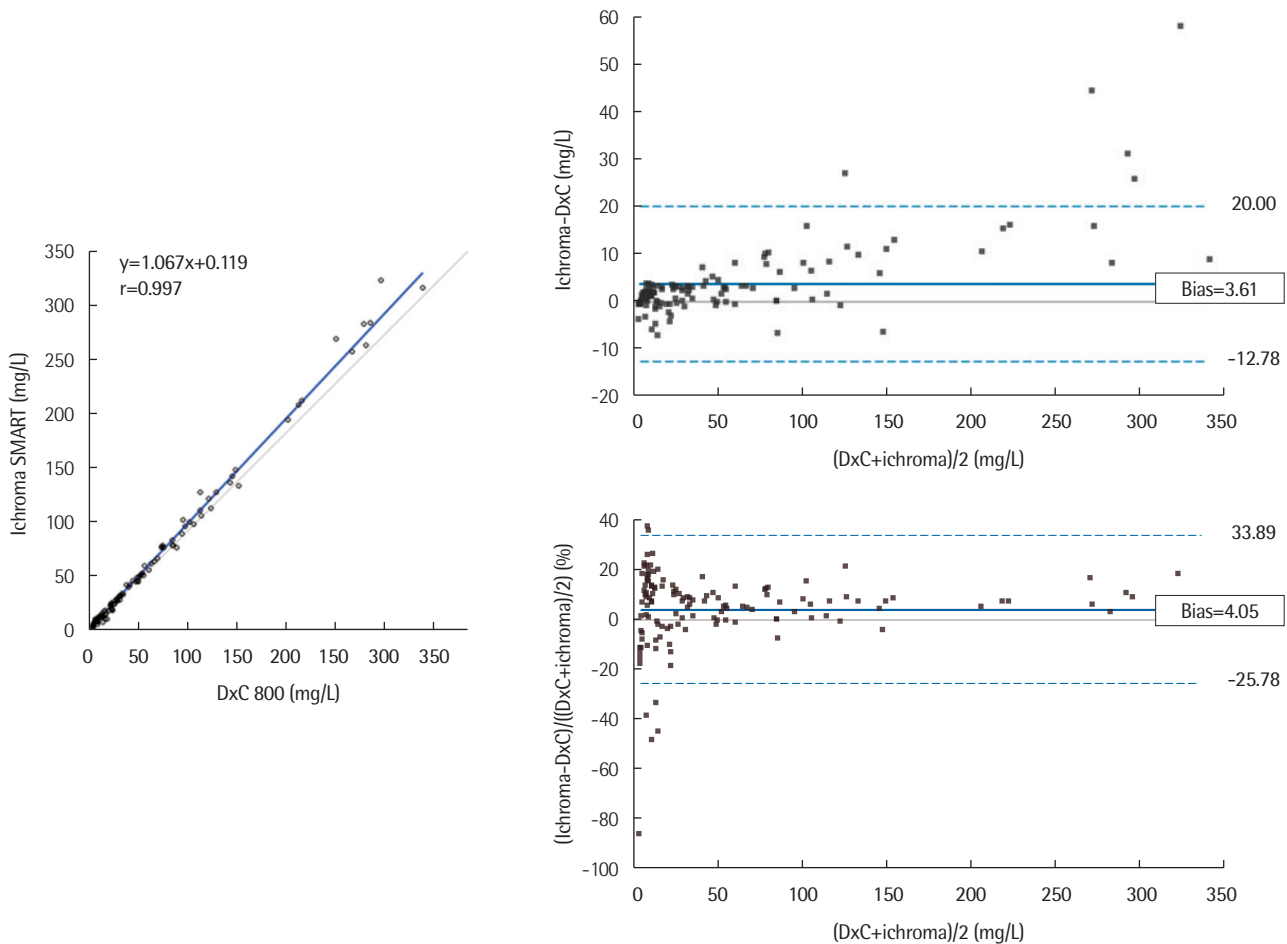 350
300
250
200
150
100
50
0
Ichroma SMART (mg/L)
y=1.067x+0.119
r=0.997
0 50 100 150 200 250 300 350
DxC 800 (mg/L)
60
50
40
30
20
10
0
-10
-20
Ichroma-DxC (mg/L)
20.00
Bias=3.61
-12.78
0 50 100 150 200 250 300 350
(DxC+ichroma)/2 (mg/L)
40
20
0
-20
-40
-60
-80
-100
(Ichroma-DxC)/((DxC+ichroma)/2) (%)
33.89
Bias=4.05
-25.78
0 50 100 150 200 250 300 350
(DxC+ichroma)/2 (mg/L)